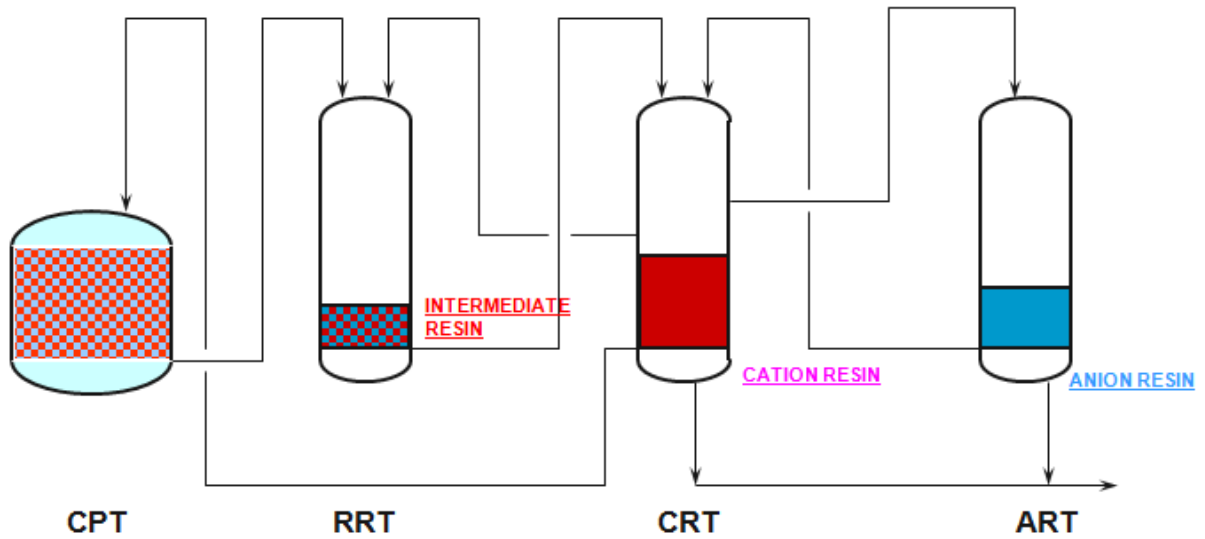 INTERMEDIATE
RESIN
CATION RESIN
ANION RESIN
CPT
RRT
CRT
ART